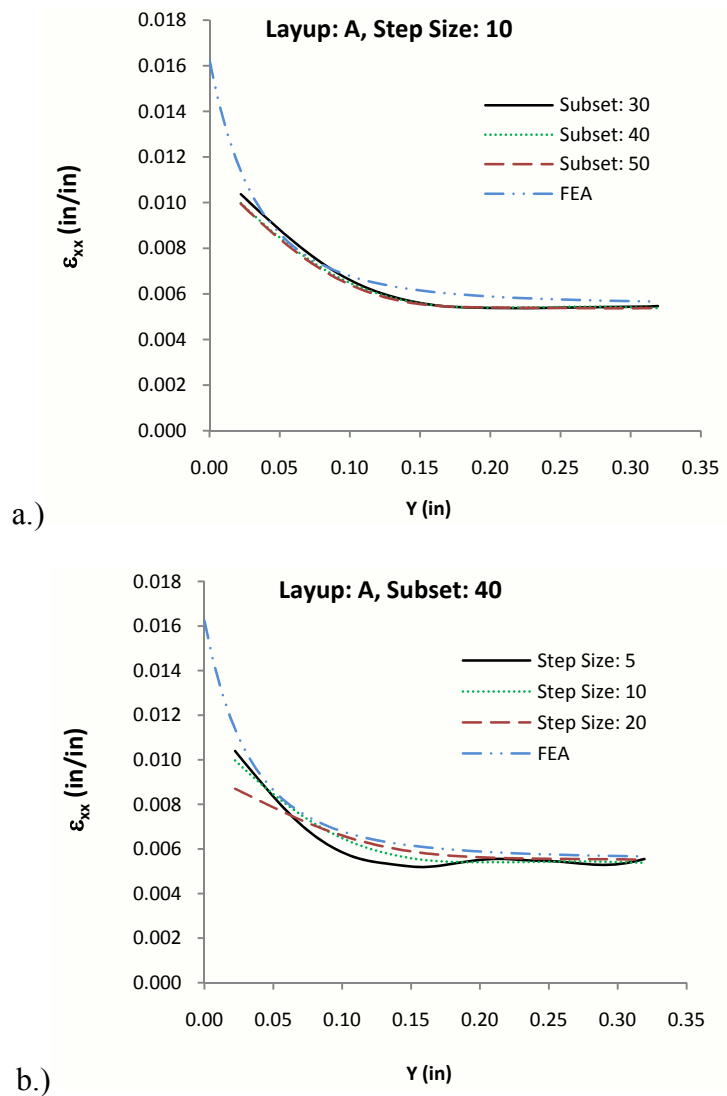 Layup: A, Step Size: 10
0.018
0.016
0.014
0.012
0.010
0.008
0.006
0.004
0.002
0.000
εxx (in/in)
Subset: 30
Subset: 40
Subset: 50
FEA
0.00 0.05 0.10 0.15 0.20 0.25 0.30 0.35
Y (in)
a.)
Layup: A, Subset: 40
0.018
0.016
0.014
0.012
0.010
0.008
0.006
0.004
0.002
0.000
εxx (in/in)
Step Size: 5
Step Size: 10
Step Size: 20
FEA
0.00 0.05 0.10 0.15 0.20 0.25 0.30 0.35
Y (in)
b.)